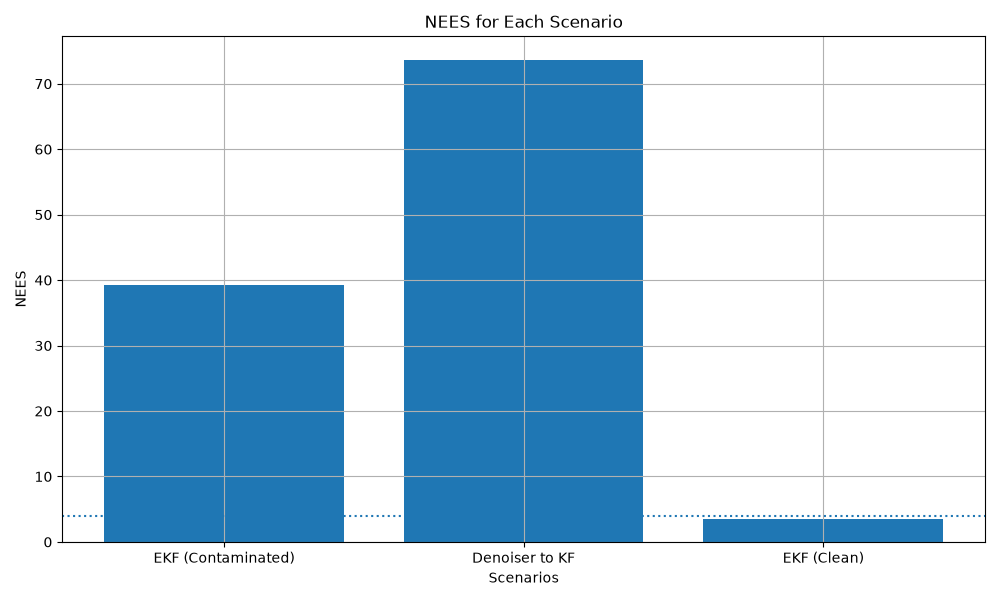 NEES for Each Scenario
NEES
70
60
50
40
30
20
10
0
EKF (Contaminated)
Denoiser to KF
EKF (Clean)
Scenarios